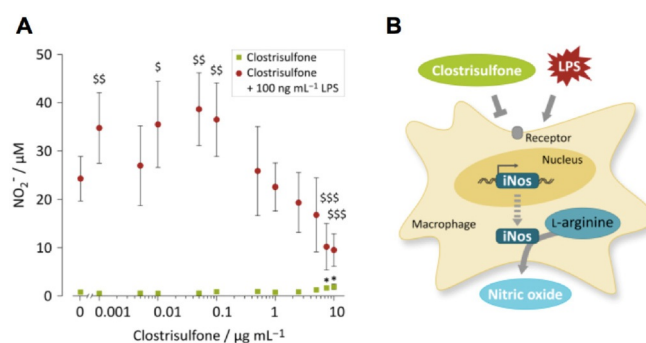 A
50
40
30
20
10
0
NO₂⁻ / µM
$$
$
$$
$$
$$$
$$$
*
*
Clostrisulfone
Clostrisulfone
+ 100 ng mL⁻¹ LPS
0
0.001
0.01
0.1
1
10
Clostrisulfone / µg mL⁻¹
B
Clostrisulfone
LPS
Receptor
Nucleus
iNos
Macrophage
iNos
L-arginine
Nitric oxide